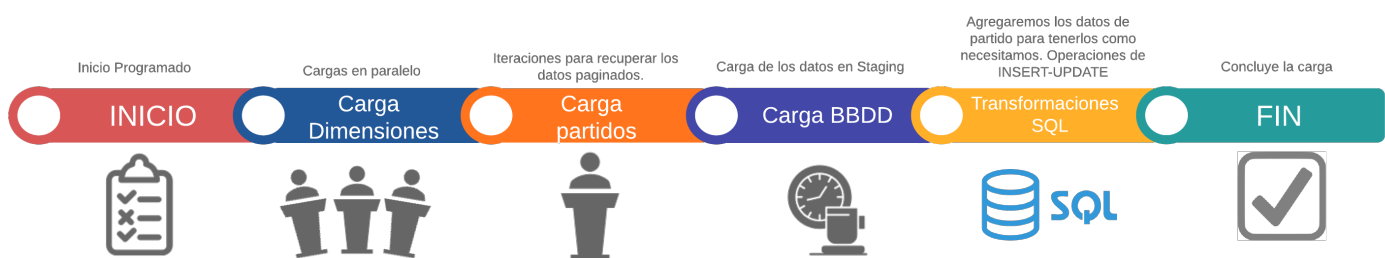 Inicio Programado
INICIO
Cargas en paralelo
Carga
Dimensiones
Iteraciones para recuperar los
datos paginados.
Carga
partidos
Carga de los datos en Staging
Carga BBDD
Agregaremos los datos de
partido para tenerlos como
necesitamos. Operaciones de
INSERT-UPDATE
Transformaciones
SQL
SQL
Concluye la carga
FIN